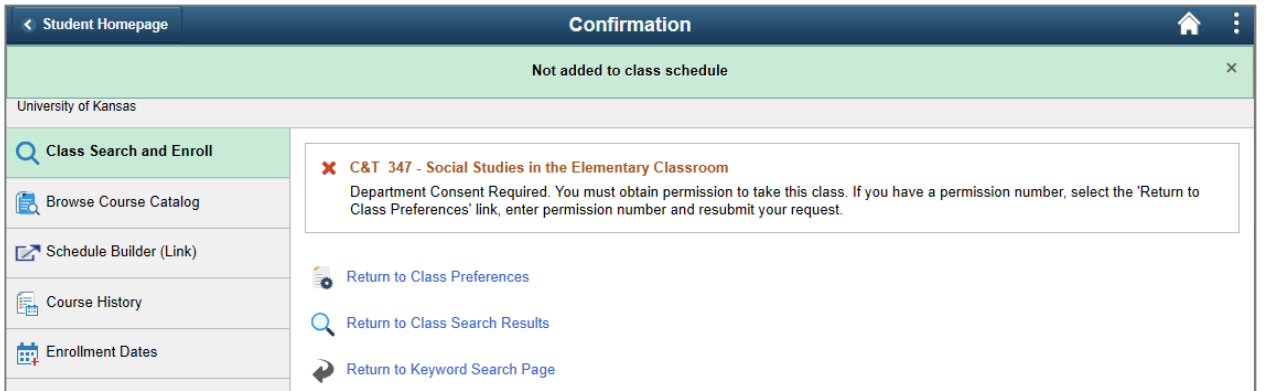 Student Homepage
Confirmation
Not added to class schedule
University of Kansas
Class Search and Enroll
Browse Course Catalog
Schedule Builder (Link)
Course History
Enrollment Dates
C&T 347 - Social Studies in the Elementary Classroom
Department Consent Required. You must obtain permission to take this class. If you have a permission number, select the 'Return to
Class Preferences' link, enter permission number and resubmit your request.
Return to Class Preferences
Return to Class Search Results
Return to Keyword Search Page